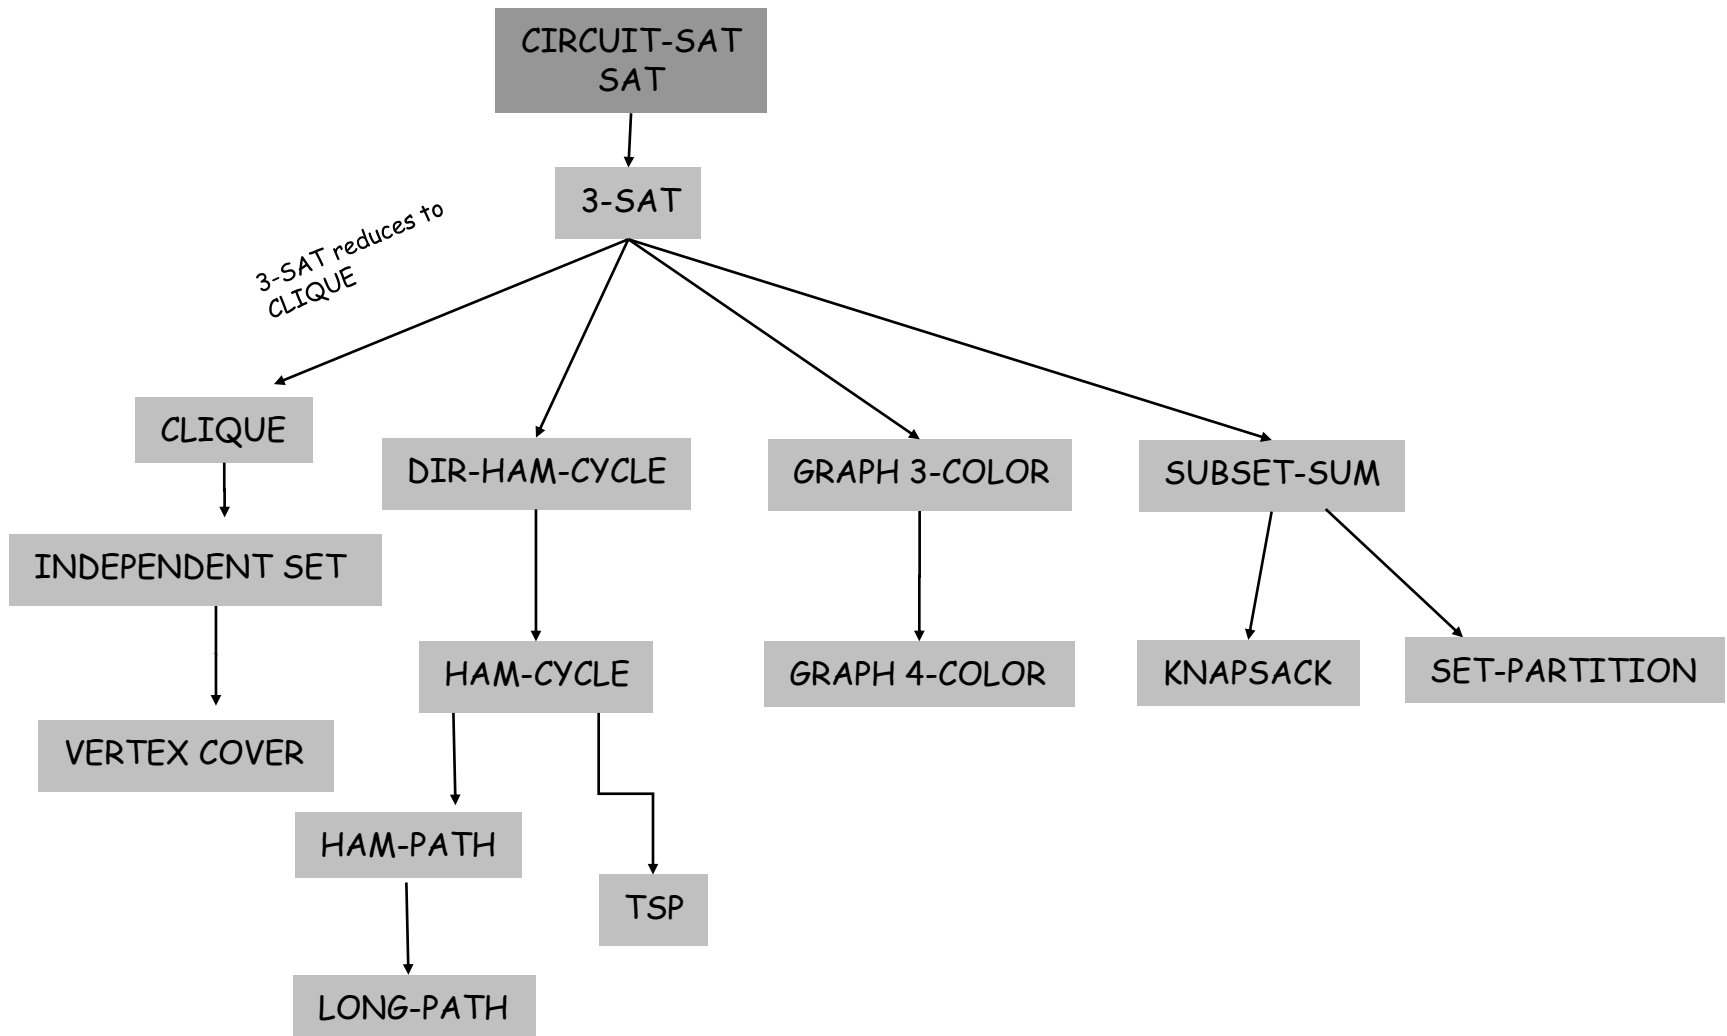 CIRCUIT-SAT
SAT
3-SAT
3-SAT reduces to
CLIQUE
CLIQUE
DIR-HAM-CYCLE
GRAPH 3-COLOR
SUBSET-SUM
INDEPENDENT SET
HAM-CYCLE
GRAPH 4-COLOR
KNAPSACK
SET-PARTITION
VERTEX COVER
HAM-PATH
TSP
LONG-PATH